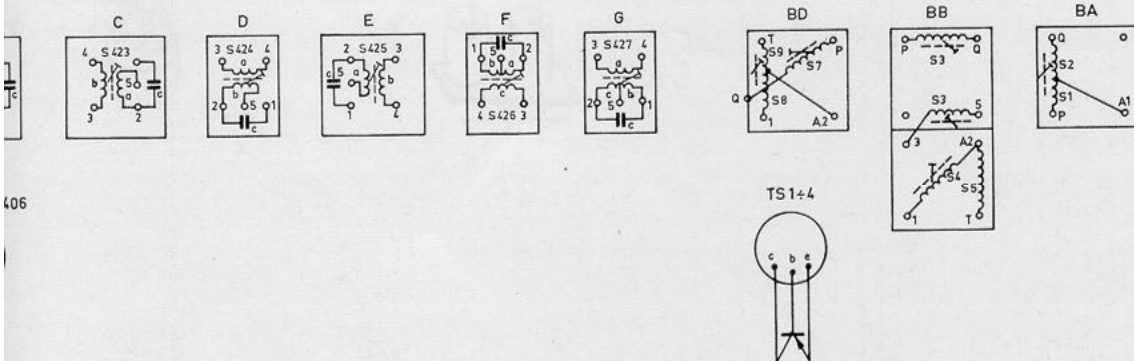 C D E F G BD BB BA
4 S423
b 5 c
a
3 2
c
3 S424 4
a
b
2 5 1
c
2 S425 3
c 5 a b
1 4
c
1 5 2
b a
c
4 S426 3
3 S427 4
a
c b
2 5 1
c
T
S9 P
S7
Q S8
1 A2
P Q
S3
S3 5
3 A2
S4 S5
1 T
Q
S2
S1 A1
P
406
TS1÷4
c b e